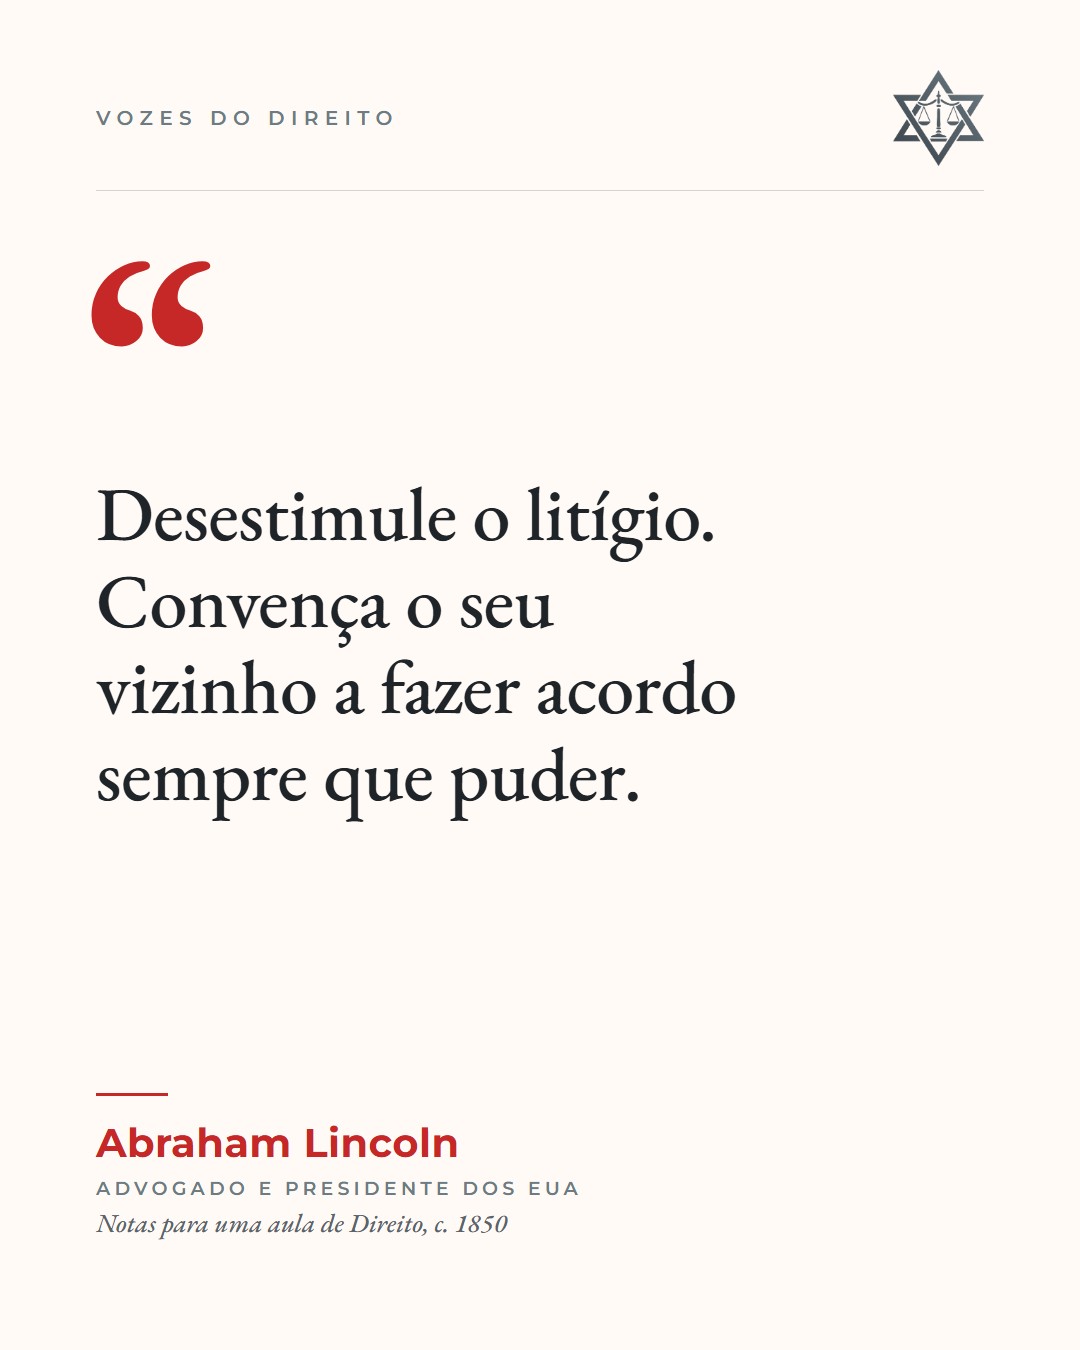 VOZES DO DIREITO
“
Desestimule o litígio.
Convença o seu
vizinho a fazer acordo
sempre que puder.
Abraham Lincoln
ADVOGADO E PRESIDENTE DOS EUA
Notas para uma aula de Direito, c. 1850